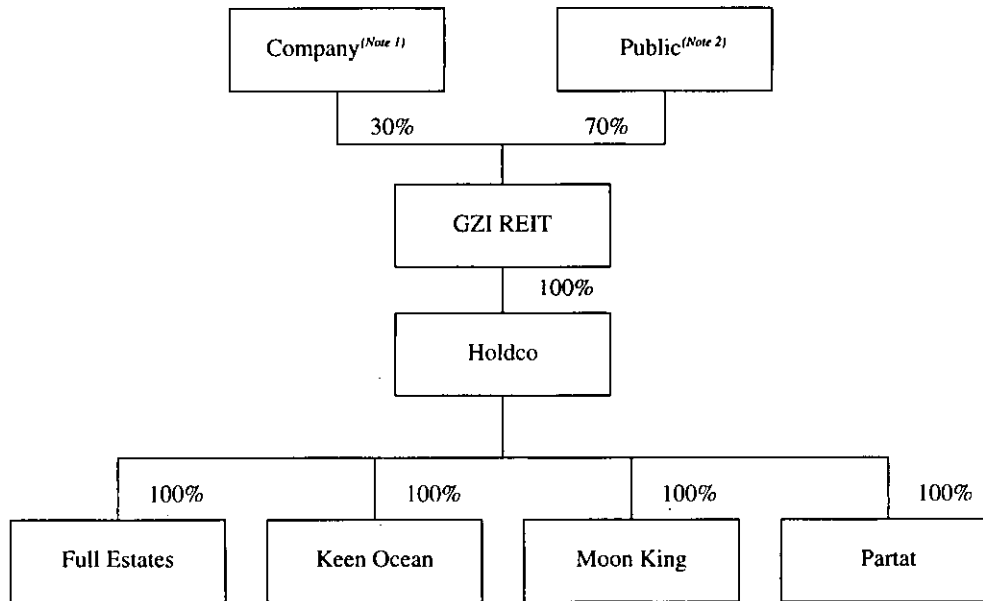 Company(Note 1)
Public(Note 2)
30%
70%
GZI REIT
100%
Holdco
100%
100%
100%
100%
Full Estates
Keen Ocean
Moon King
Partat